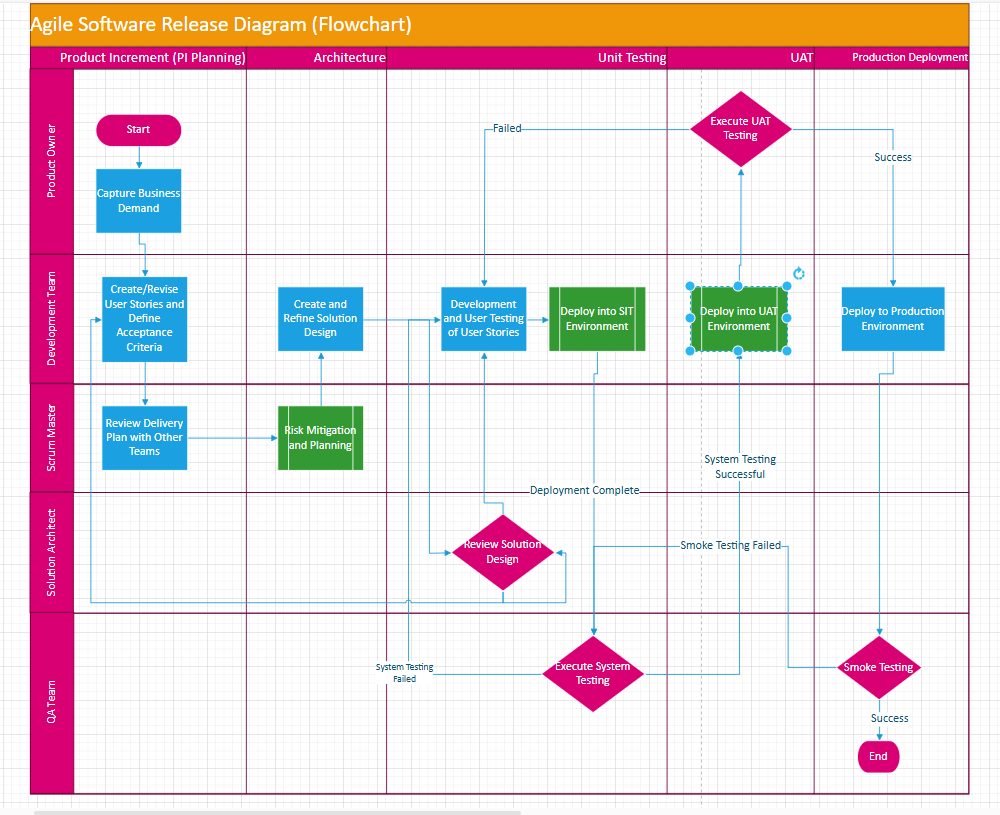 Agile Software Release Diagram (Flowchart)
Product Increment (PI Planning)
Architecture
Unit Testing
UAT
Production Deployment
Product Owner
Start
Capture Business
Demand
Failed
Execute UAT
Testing
Success
Development Team
Create/Revise
User Stories and
Define
Acceptance
Criteria
Create and
Refine Solution
Design
Development
and User Testing
of User Stories
Deploy into SIT
Environment
Deploy into UAT
Environment
Deploy to Production
Environment
Scrum Master
Review Delivery
Plan with Other
Teams
Risk Mitigation
and Planning
System Testing
Successful
Deployment Complete
Solution Architect
Review Solution
Design
Smoke Testing Failed
QA Team
System Testing
Failed
Execute System
Testing
Smoke Testing
Success
End